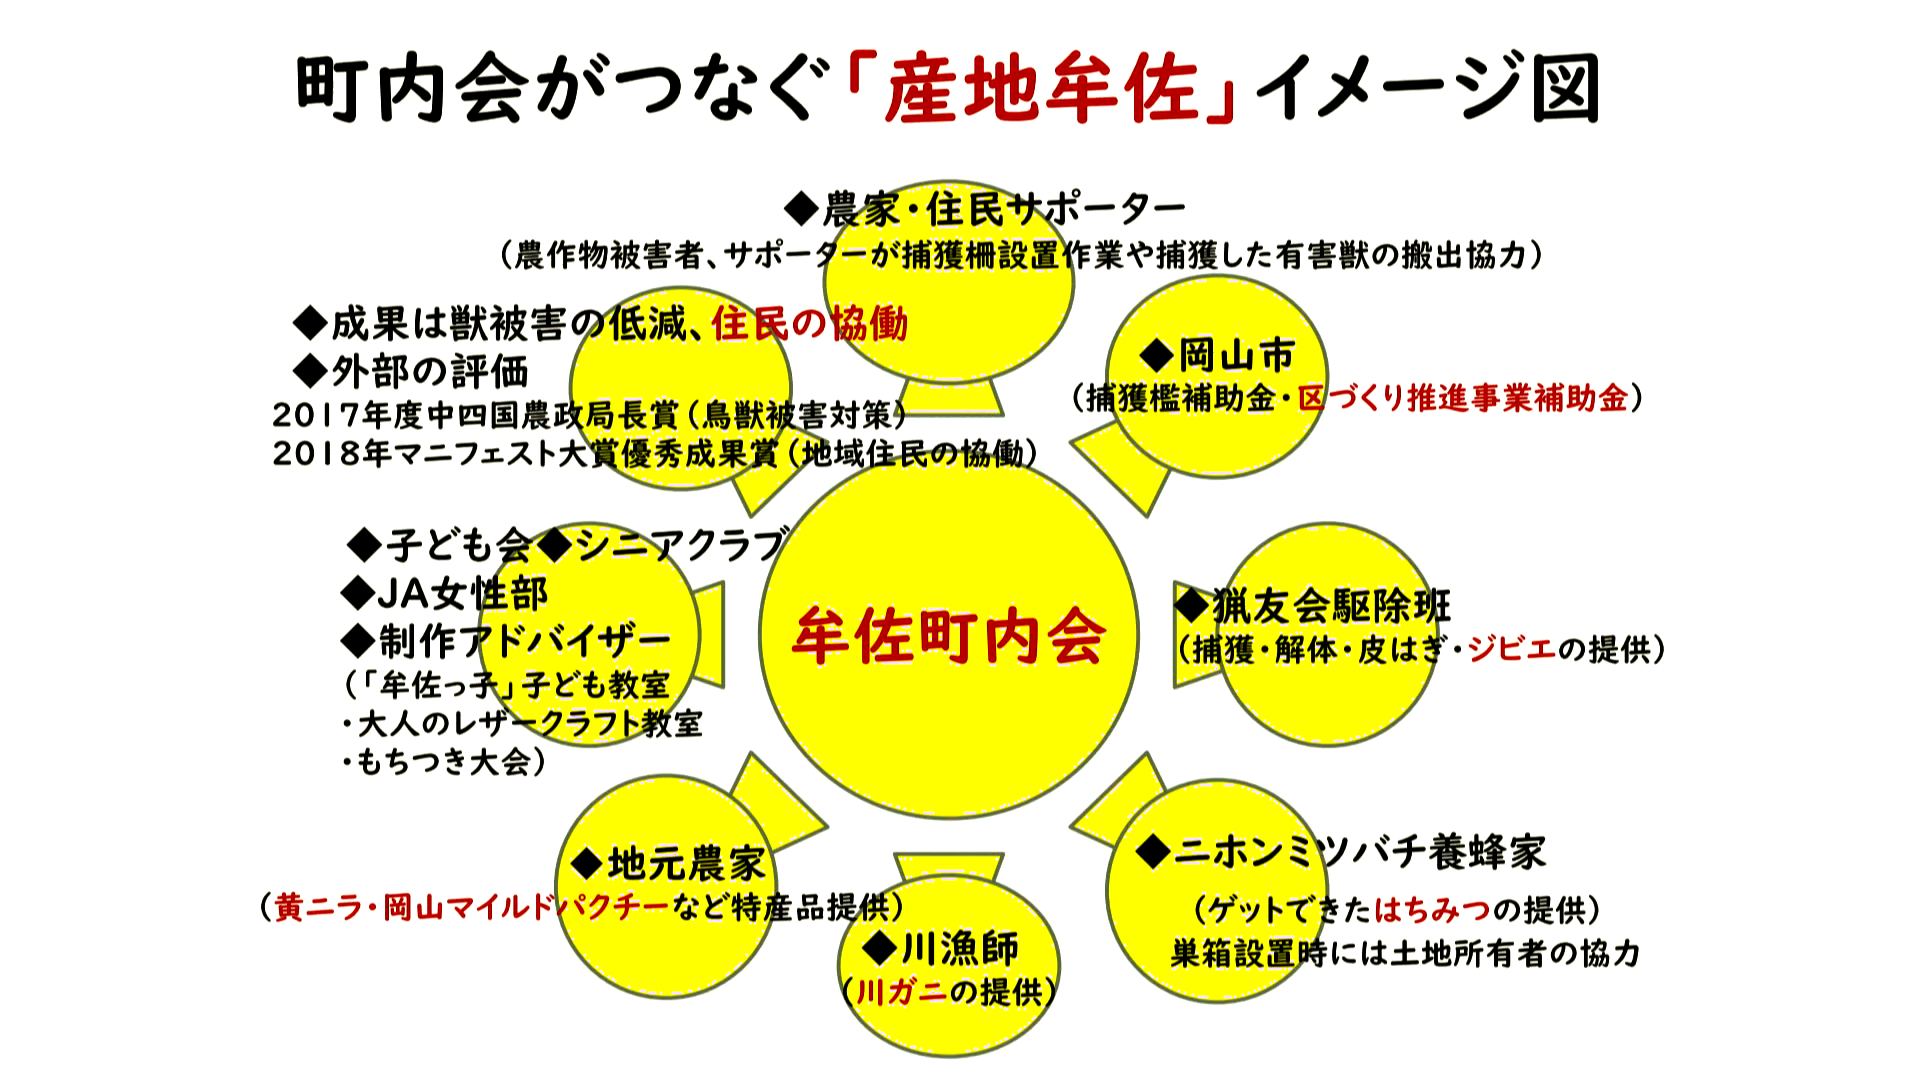 町内会がつなぐ「産地牟佐」イメージ図
◆農家・住民サポーター
（農作物被害者、サポーターが捕獲柵設置作業や捕獲した有害獣の搬出協力）
◆成果は獣被害の低減、住民の協働
◆外部の評価
2017年度中四国農政局長賞（鳥獣被害対策）
2018年マニフェスト大賞優秀成果賞（地域住民の協働）
◆岡山市
（捕獲檻補助金・区づくり推進事業補助金）
◆子ども会◆シニアクラブ
◆JA女性部
◆制作アドバイザー
（「牟佐っ子」子ども教室
・大人のレザークラフト教室
・もちつき大会）
牟佐町内会
◆猟友会駆除班
（捕獲・解体・皮はぎ・ジビエの提供）
◆地元農家
（黄ニラ・岡山マイルドパクチーなど特産品提供）
◆川漁師
（川ガニの提供）
◆ニホンミツバチ養蜂家
（ゲットできたはちみつの提供）
巣箱設置時には土地所有者の協力